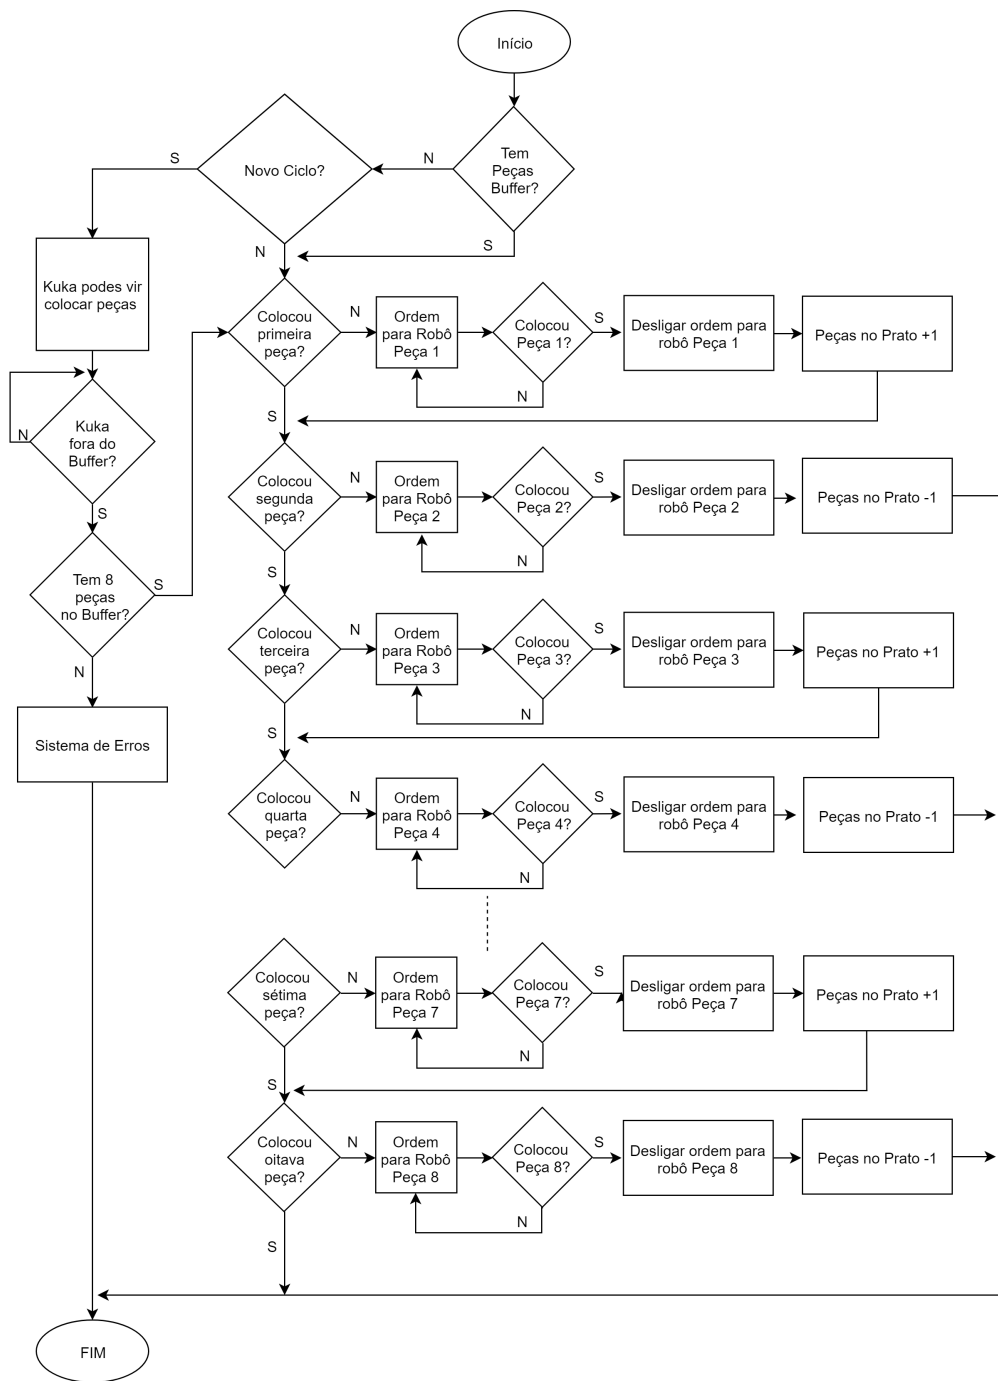 Início
Tem
Peças
Buffer?
N
S
Novo Ciclo?
S
N
Kuka podes vir
colocar peças
Kuka
fora do
Buffer?
N
S
Tem 8
peças
no Buffer?
S
N
Sistema de Erros
Colocou
primeira
peça?
N
Ordem
para Robô
Peça 1
Colocou
Peça 1?
S
N
Desligar ordem para
robô Peça 1
Peças no Prato +1
S
Colocou
segunda
peça?
N
Ordem
para Robô
Peça 2
Colocou
Peça 2?
S
N
Desligar ordem para
robô Peça 2
Peças no Prato -1
S
Colocou
terceira
peça?
N
Ordem
para Robô
Peça 3
Colocou
Peça 3?
S
N
Desligar ordem para
robô Peça 3
Peças no Prato +1
S
Colocou
quarta
peça?
N
Ordem
para Robô
Peça 4
Colocou
Peça 4?
S
N
Desligar ordem para
robô Peça 4
Peças no Prato -1
Colocou
sétima
peça?
N
Ordem
para Robô
Peça 7
Colocou
Peça 7?
S
N
Desligar ordem para
robô Peça 7
Peças no Prato +1
S
Colocou
oitava
peça?
N
Ordem
para Robô
Peça 8
Colocou
Peça 8?
S
N
Desligar ordem para
robô Peça 8
Peças no Prato -1
S
FIM